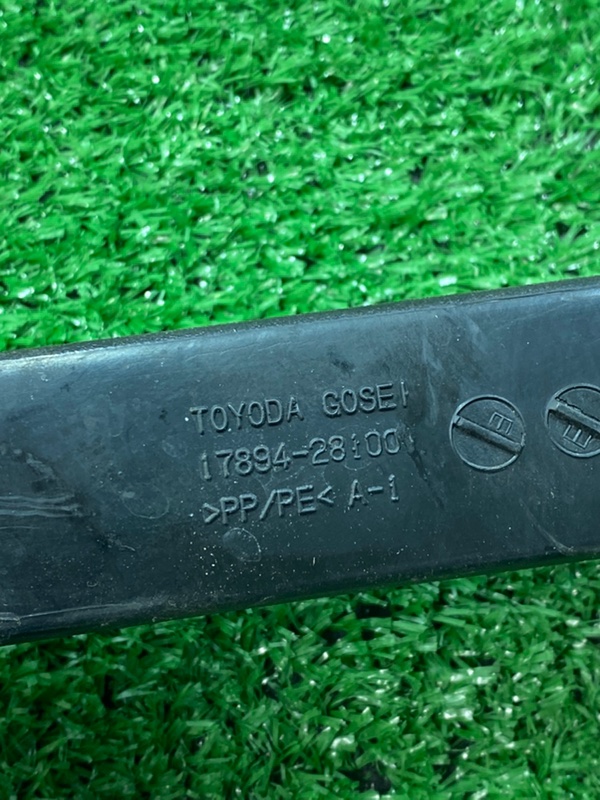 TOYODA GOSEI
17894-28100
>PP/PE< A-1